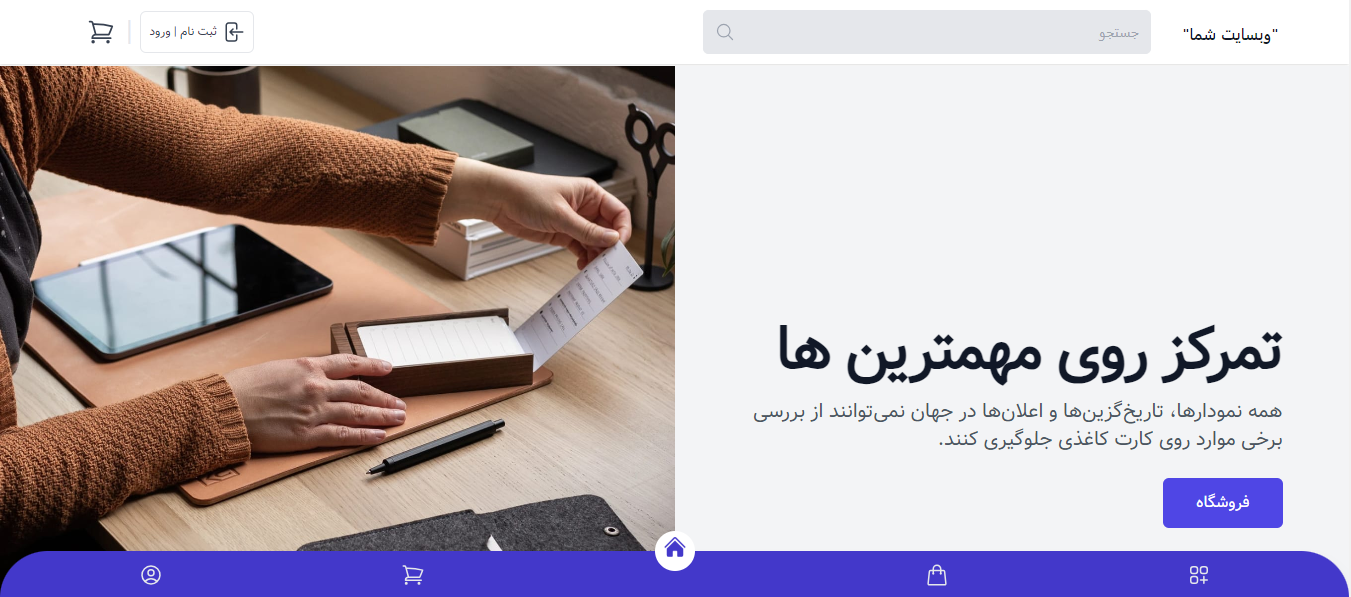 "وبسایت شما"
جستجو
ثبت نام | ورود
تمرکز روی مهمترین ها
همه نمودارها، تاریخ‌گزین‌ها و اعلان‌ها در جهان نمی‌توانند از بررسی
برخی موارد روی کارت کاغذی جلوگیری کنند.
فروشگاه